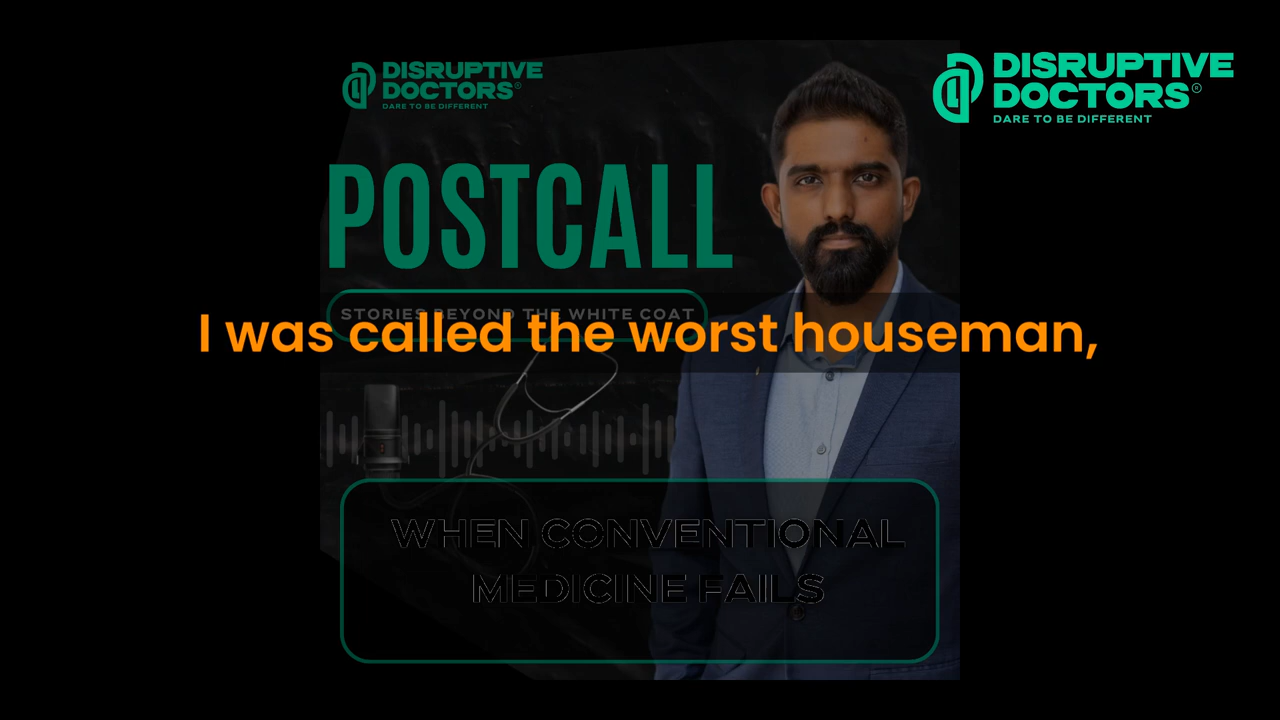 DISRUPTIVE
DOCTORS®
DARE TO BE DIFFERENT
DISRUPTIVE
DOCTORS®
DARE TO BE DIFFERENT
POSTCALL
STORIES BEYOND THE WHITE COAT
I was called the worst houseman,
WHEN CONVENTIONAL
MEDICINE FAILS